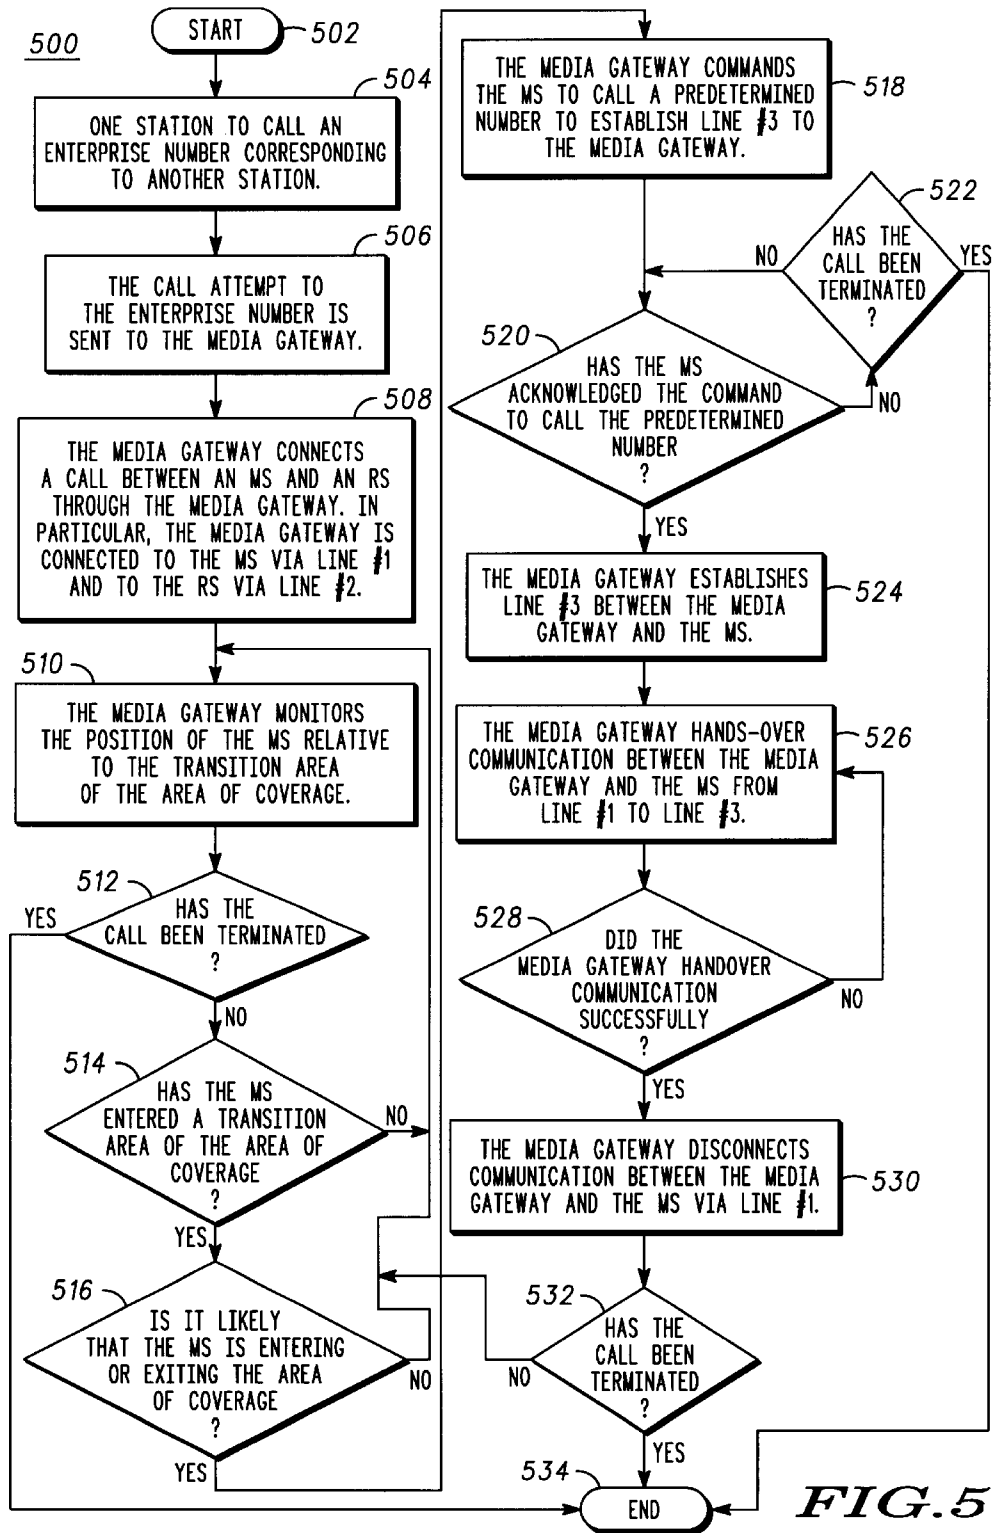 500
START
502
504
ONE STATION TO CALL AN
ENTERPRISE NUMBER CORRESPONDING
TO ANOTHER STATION.
506
THE CALL ATTEMPT TO
THE ENTERPRISE NUMBER IS
SENT TO THE MEDIA GATEWAY.
508
THE MEDIA GATEWAY CONNECTS
A CALL BETWEEN AN MS AND AN RS
THROUGH THE MEDIA GATEWAY. IN
PARTICULAR, THE MEDIA GATEWAY IS
CONNECTED TO THE MS VIA LINE #1
AND TO THE RS VIA LINE #2.
510
THE MEDIA GATEWAY MONITORS
THE POSITION OF THE MS RELATIVE
TO THE TRANSITION AREA
OF THE AREA OF COVERAGE.
512
YES
HAS THE
CALL BEEN TERMINATED
?
NO
514
HAS THE MS
ENTERED A TRANSITION
AREA OF THE AREA OF
COVERAGE
?
NO
YES
516
IS IT LIKELY
THAT THE MS IS ENTERING
OR EXITING THE AREA
OF COVERAGE
?
NO
YES
THE MEDIA GATEWAY COMMANDS
THE MS TO CALL A PREDETERMINED
NUMBER TO ESTABLISH LINE #3 TO
THE MEDIA GATEWAY.
518
522
HAS THE
CALL BEEN
TERMINATED
?
NO
YES
520
HAS THE MS
ACKNOWLEDGED THE COMMAND
TO CALL THE PREDETERMINED
NUMBER
?
NO
YES
THE MEDIA GATEWAY ESTABLISHES
LINE #3 BETWEEN THE MEDIA
GATEWAY AND THE MS.
524
THE MEDIA GATEWAY HANDS-OVER
COMMUNICATION BETWEEN THE MEDIA
GATEWAY AND THE MS FROM
LINE #1 TO LINE #3.
526
528
DID THE
MEDIA GATEWAY HANDOVER
COMMUNICATION
SUCCESSFULLY
?
NO
YES
THE MEDIA GATEWAY DISCONNECTS
COMMUNICATION BETWEEN THE MEDIA
GATEWAY AND THE MS VIA LINE #1.
530
532
HAS THE
CALL BEEN
TERMINATED
?
NO
YES
534
END
FIG.5